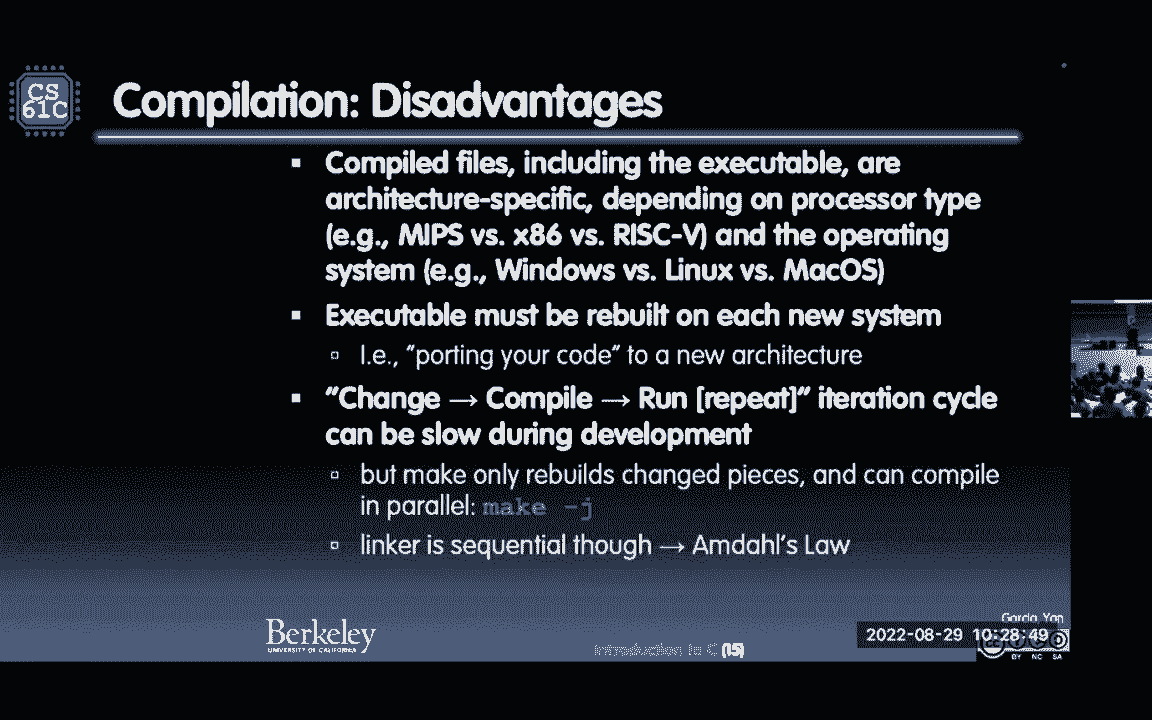 CS
61C
Compilation: Disadvantages
▪ Compiled files, including the executable, are
architecture-specific, depending on processor type
(e.g., MIPS vs. x86 vs. RISC-V) and the operating
system (e.g., Windows vs. Linux vs. MacOS)
▪ Executable must be rebuilt on each new system
▫ I.e., "porting your code" to a new architecture
▪ "Change → Compile → Run [repeat]" iteration cycle
can be slow during development
▫ but make only rebuilds changed pieces, and can compile
in parallel: make -j
▫ linker is sequential though → Amdahl's Law
Berkeley
UNIVERSITY OF CALIFORNIA
Introduction to C (15)
Garcia, Yan
2022-08-29 10:28:49
BY NC SA